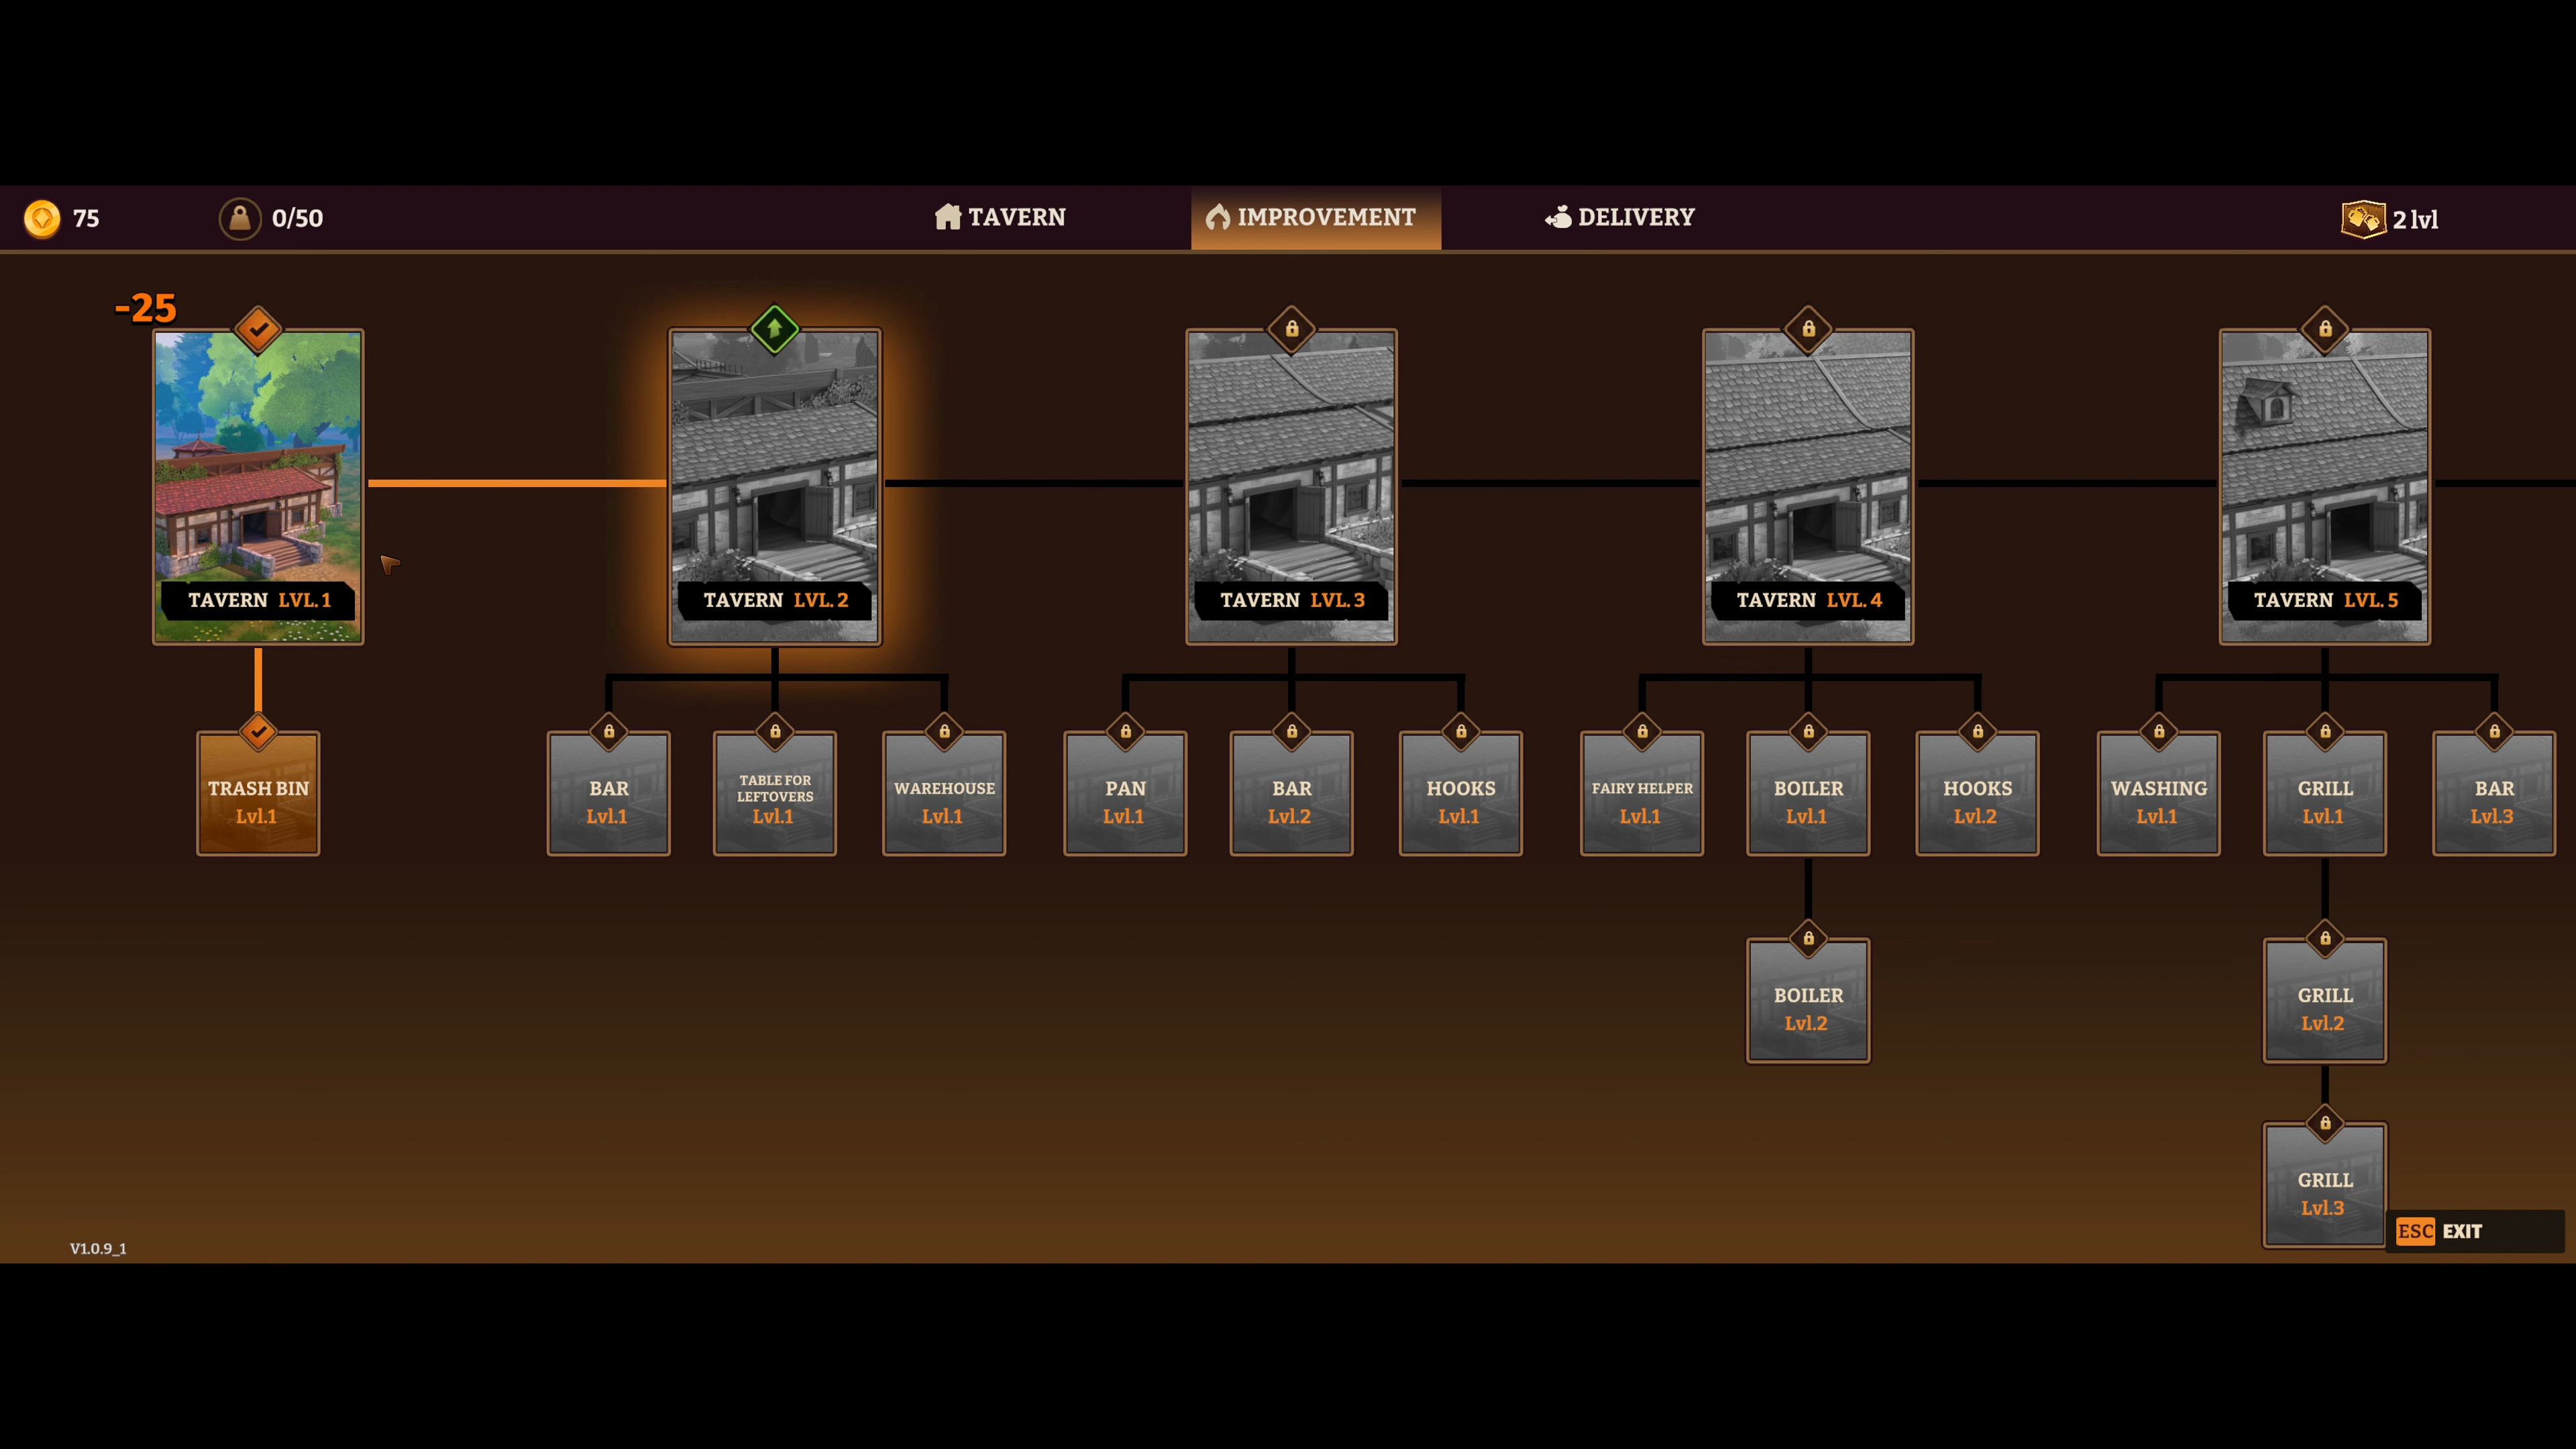 75
0/50
TAVERN
IMPROVEMENT
DELIVERY
2 lvl
-25
TAVERN LVL. 1
TAVERN LVL. 2
TAVERN LVL. 3
TAVERN LVL. 4
TAVERN LVL. 5
TRASH BIN
Lvl.1
BAR
Lvl.1
TABLE FOR
LEFTOVERS
Lvl.1
WAREHOUSE
Lvl.1
PAN
Lvl.1
BAR
Lvl.2
HOOKS
Lvl.1
FAIRY HELPER
Lvl.1
BOILER
Lvl.1
HOOKS
Lvl.2
WASHING
Lvl.1
GRILL
Lvl.1
BAR
Lvl.3
BOILER
Lvl.2
GRILL
Lvl.2
GRILL
Lvl.3
ESC EXIT
V1.0.9_1